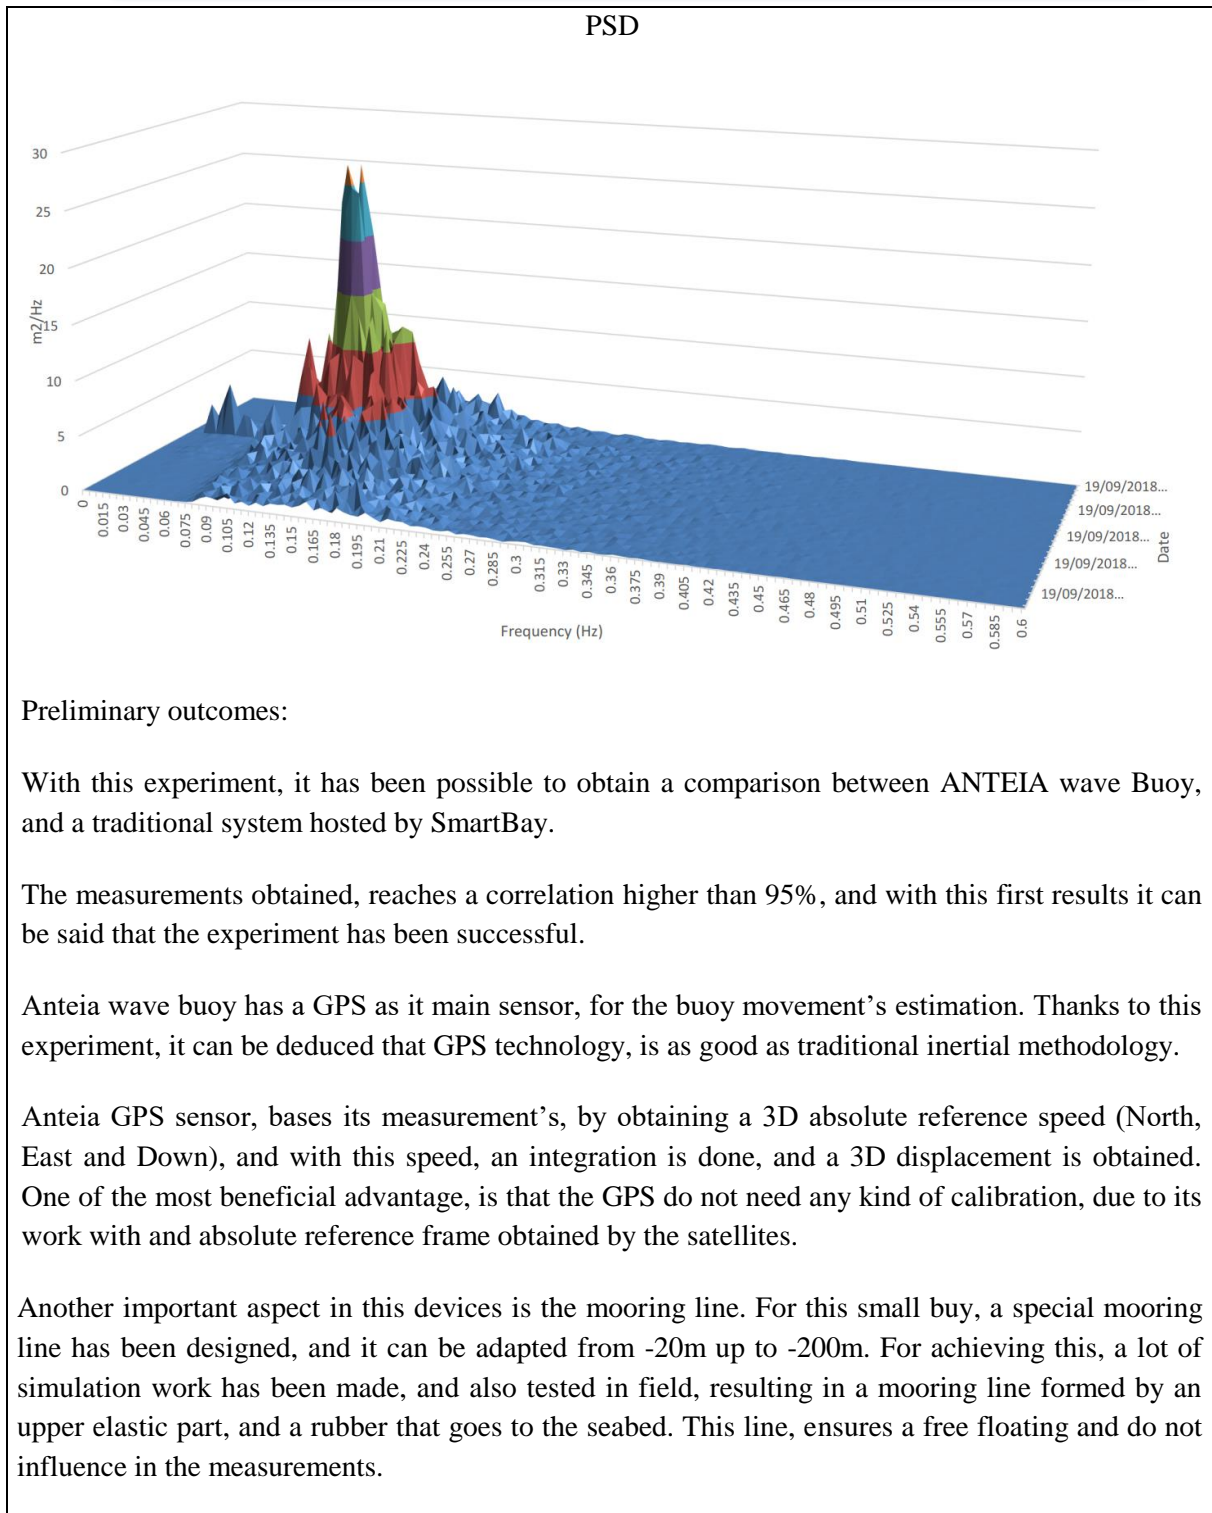 PSD
30
25
20
15
10
5
0
m2/Hz
0
0.015
0.03
0.045
0.06
0.075
0.09
0.105
0.12
0.135
0.15
0.165
0.18
0.195
0.21
0.225
0.24
0.255
0.27
0.285
0.3
0.315
0.33
0.345
0.36
0.375
0.39
0.405
0.42
0.435
0.45
0.465
0.48
0.495
0.51
0.525
0.54
0.555
0.57
0.585
0.6
Frequency (Hz)
19/09/2018...
19/09/2018...
19/09/2018...
19/09/2018...
19/09/2018...
Date
Preliminary outcomes:
With this experiment, it has been possible to obtain a comparison between ANTEIA wave Buoy,
and a traditional system hosted by SmartBay.
The measurements obtained, reaches a correlation higher than 95%, and with this first results it can
be said that the experiment has been successful.
Anteia wave buoy has a GPS as it main sensor, for the buoy movement’s estimation. Thanks to this
experiment, it can be deduced that GPS technology, is as good as traditional inertial methodology.
Anteia GPS sensor, bases its measurement’s, by obtaining a 3D absolute reference speed (North,
East and Down), and with this speed, an integration is done, and a 3D displacement is obtained.
One of the most beneficial advantage, is that the GPS do not need any kind of calibration, due to its
work with and absolute reference frame obtained by the satellites.
Another important aspect in this devices is the mooring line. For this small buy, a special mooring
line has been designed, and it can be adapted from -20m up to -200m. For achieving this, a lot of
simulation work has been made, and also tested in field, resulting in a mooring line formed by an
upper elastic part, and a rubber that goes to the seabed. This line, ensures a free floating and do not
influence in the measurements.